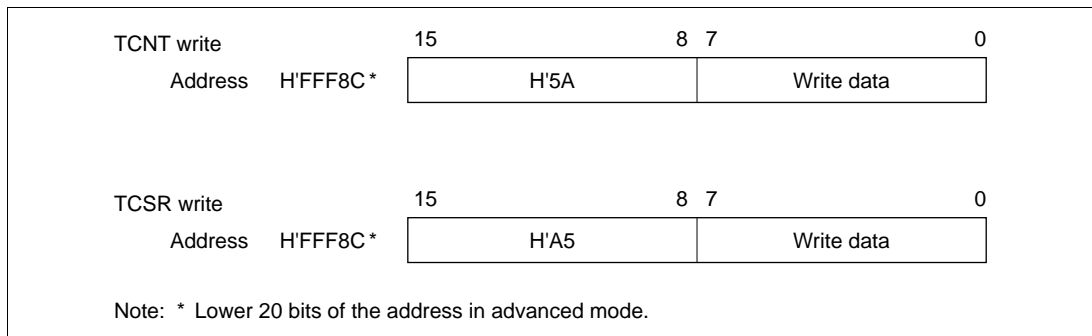 TCNT write 15 8 7 0
Address H'FFF8C * H'5A Write data
TCSR write 15 8 7 0
Address H'FFF8C * H'A5 Write data
Note: * Lower 20 bits of the address in advanced mode.